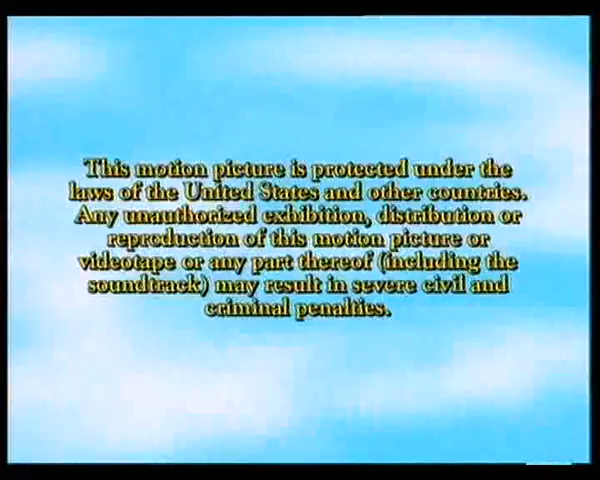 This motion picture is protected under the
laws of the United States and other countries.
Any unauthorized exhibition, distribution or
reproduction of this motion picture or
videotape or any part thereof (including the
soundtrack) may result in severe civil and
criminal penalties.